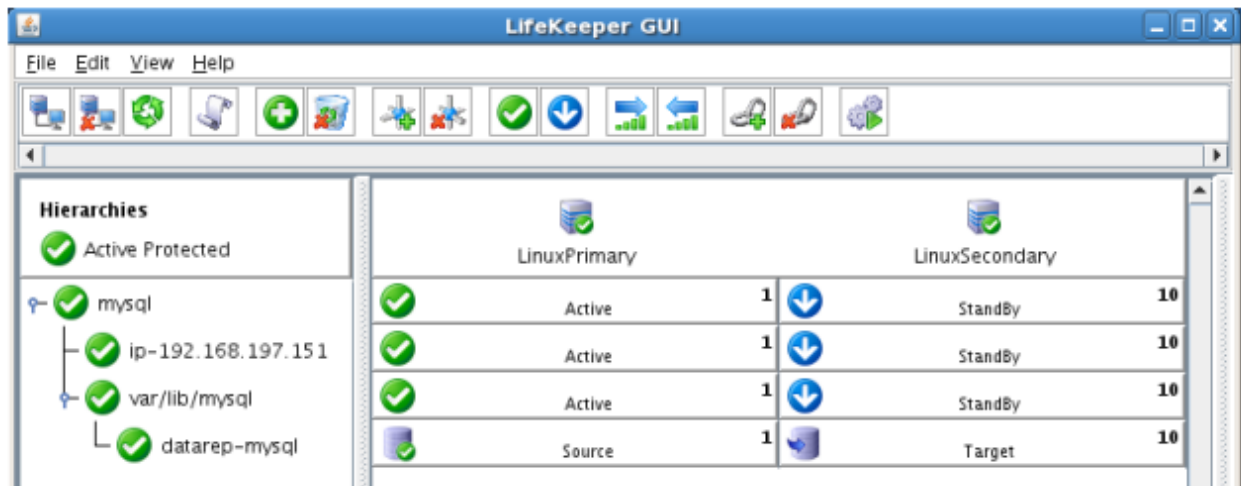 LifeKeeper GUI
File Edit View Help
Hierarchies
Active Protected
LinuxPrimary
LinuxSecondary
mysql
Active 1
StandBy 10
ip-192.168.197.151
Active 1
StandBy 10
var/lib/mysql
Active 1
StandBy 10
datarep-mysql
Source 1
Target 10